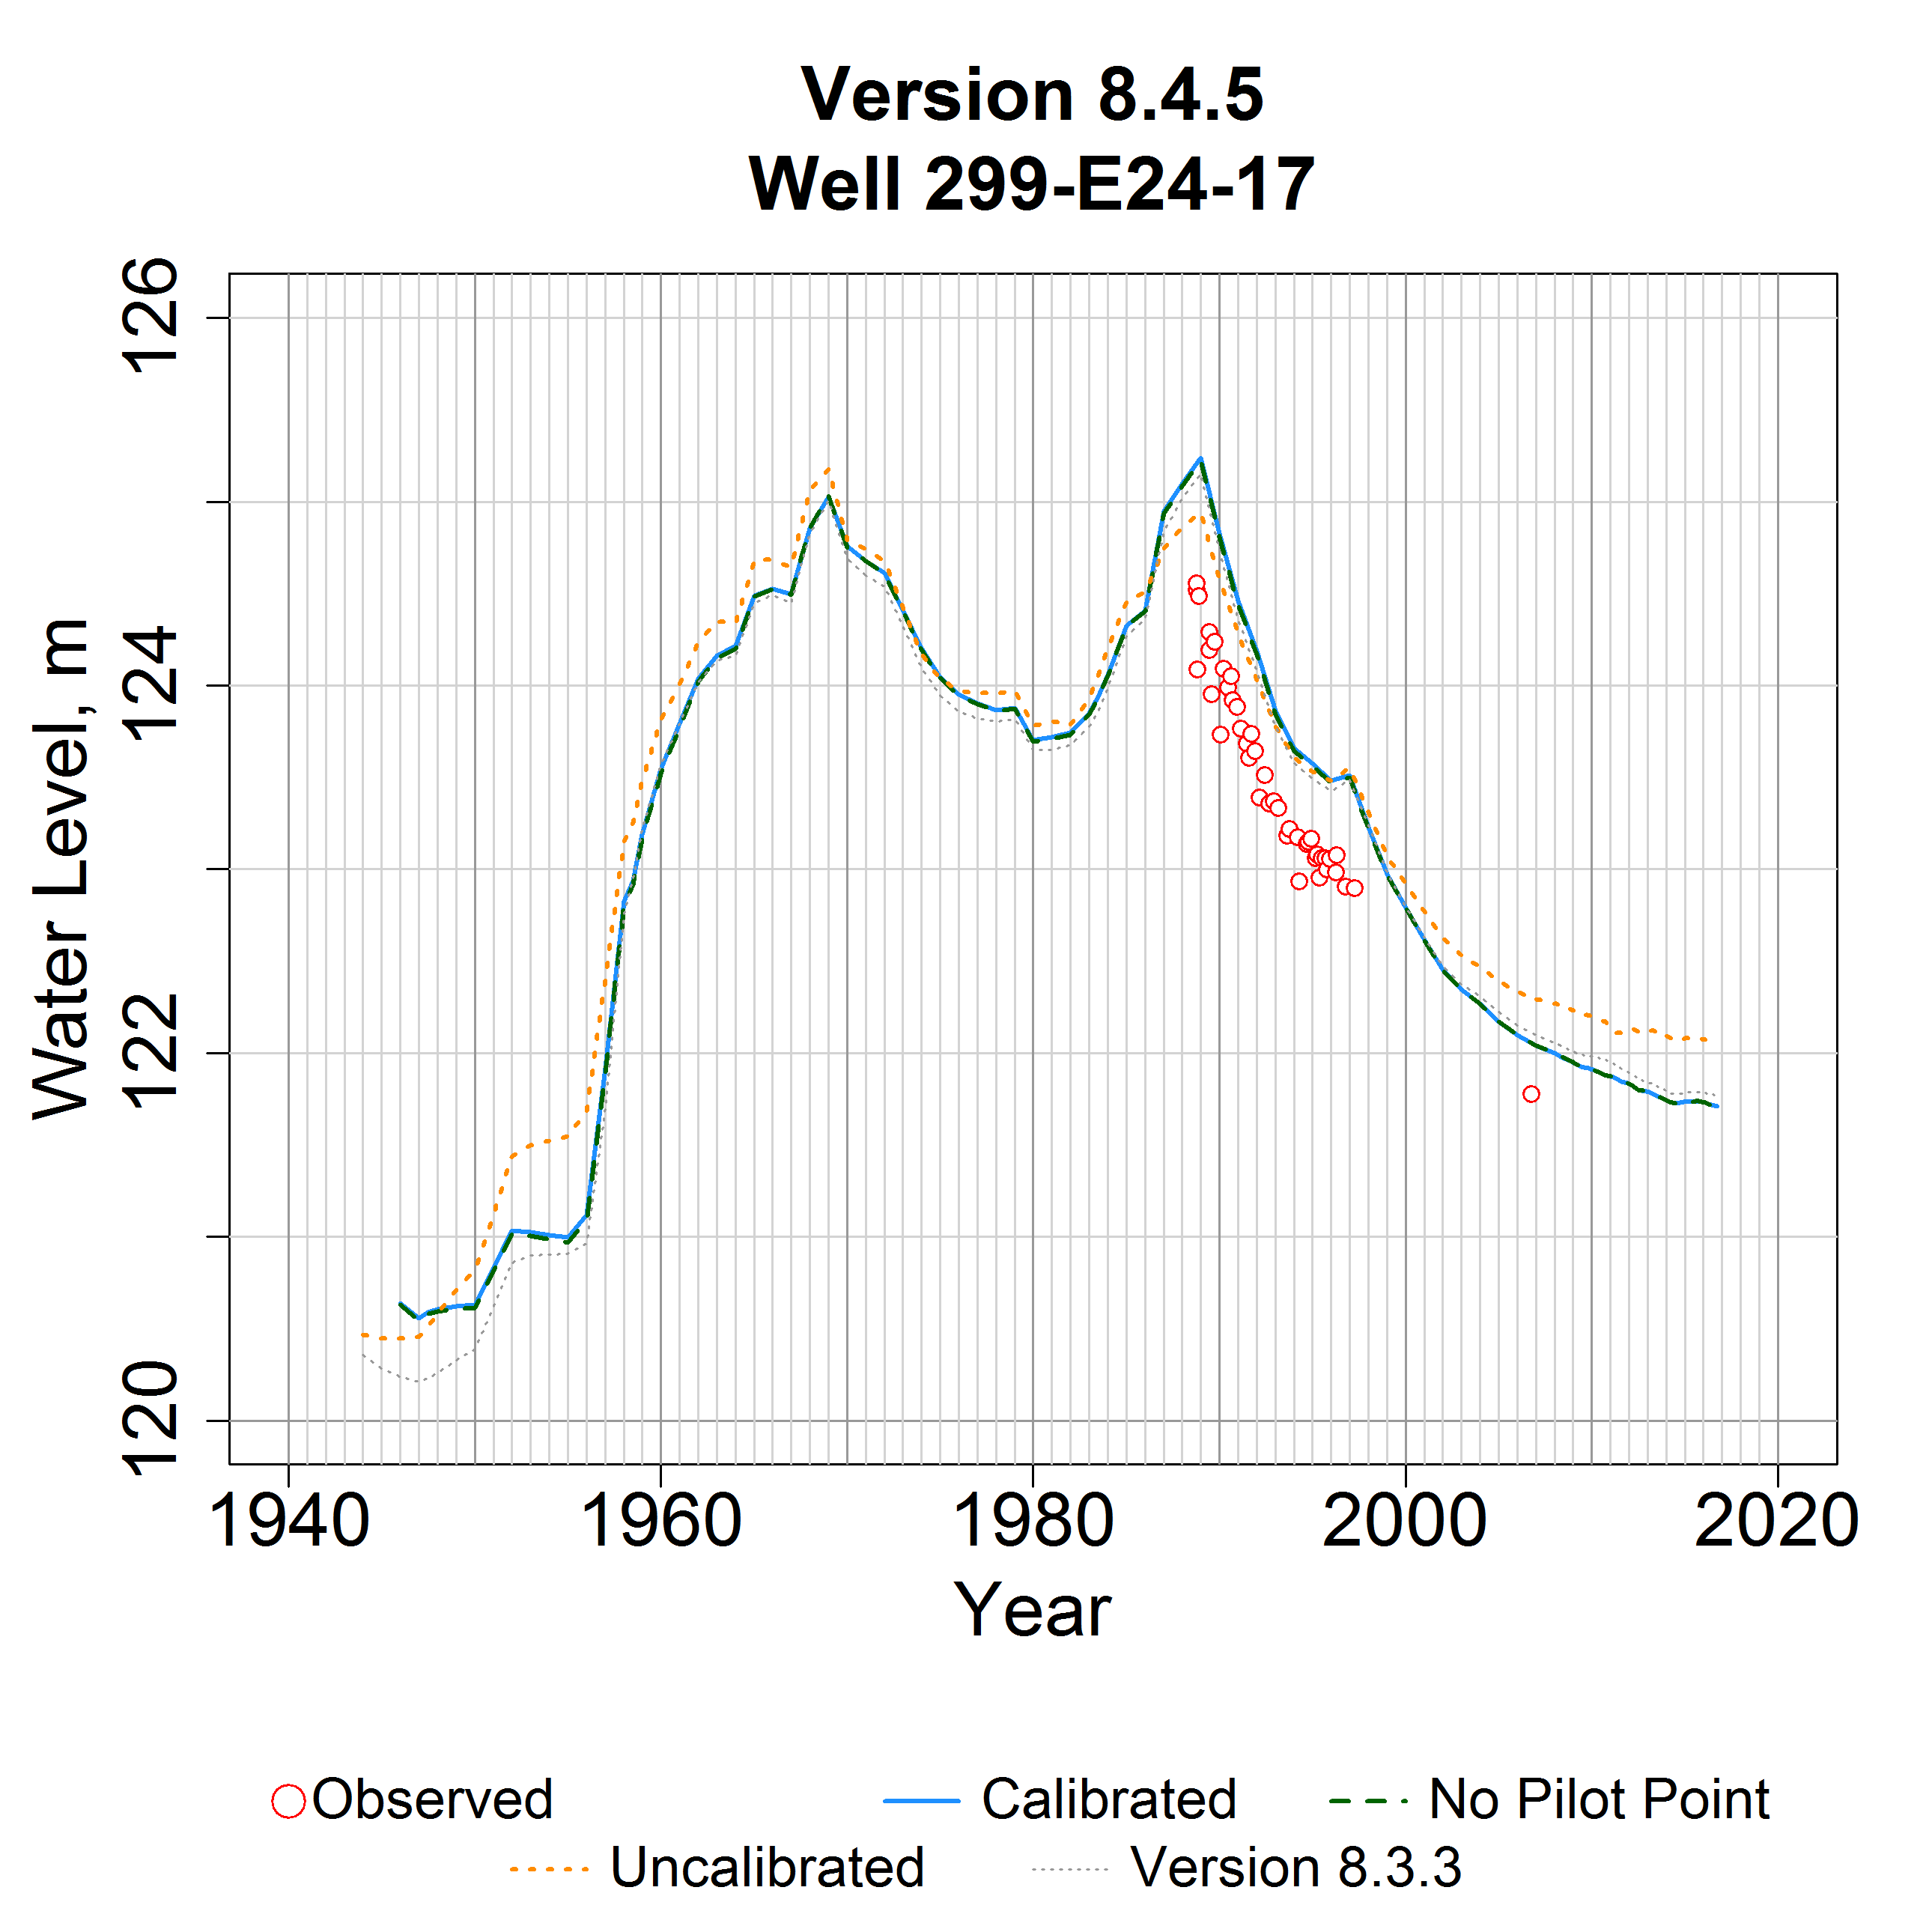 Version 8.4.5
Well 299-E24-17
126
124
122
120
Water Level, m
1940 1960 1980 2000 2020
Year
Observed Calibrated No Pilot Point
Uncalibrated Version 8.3.3